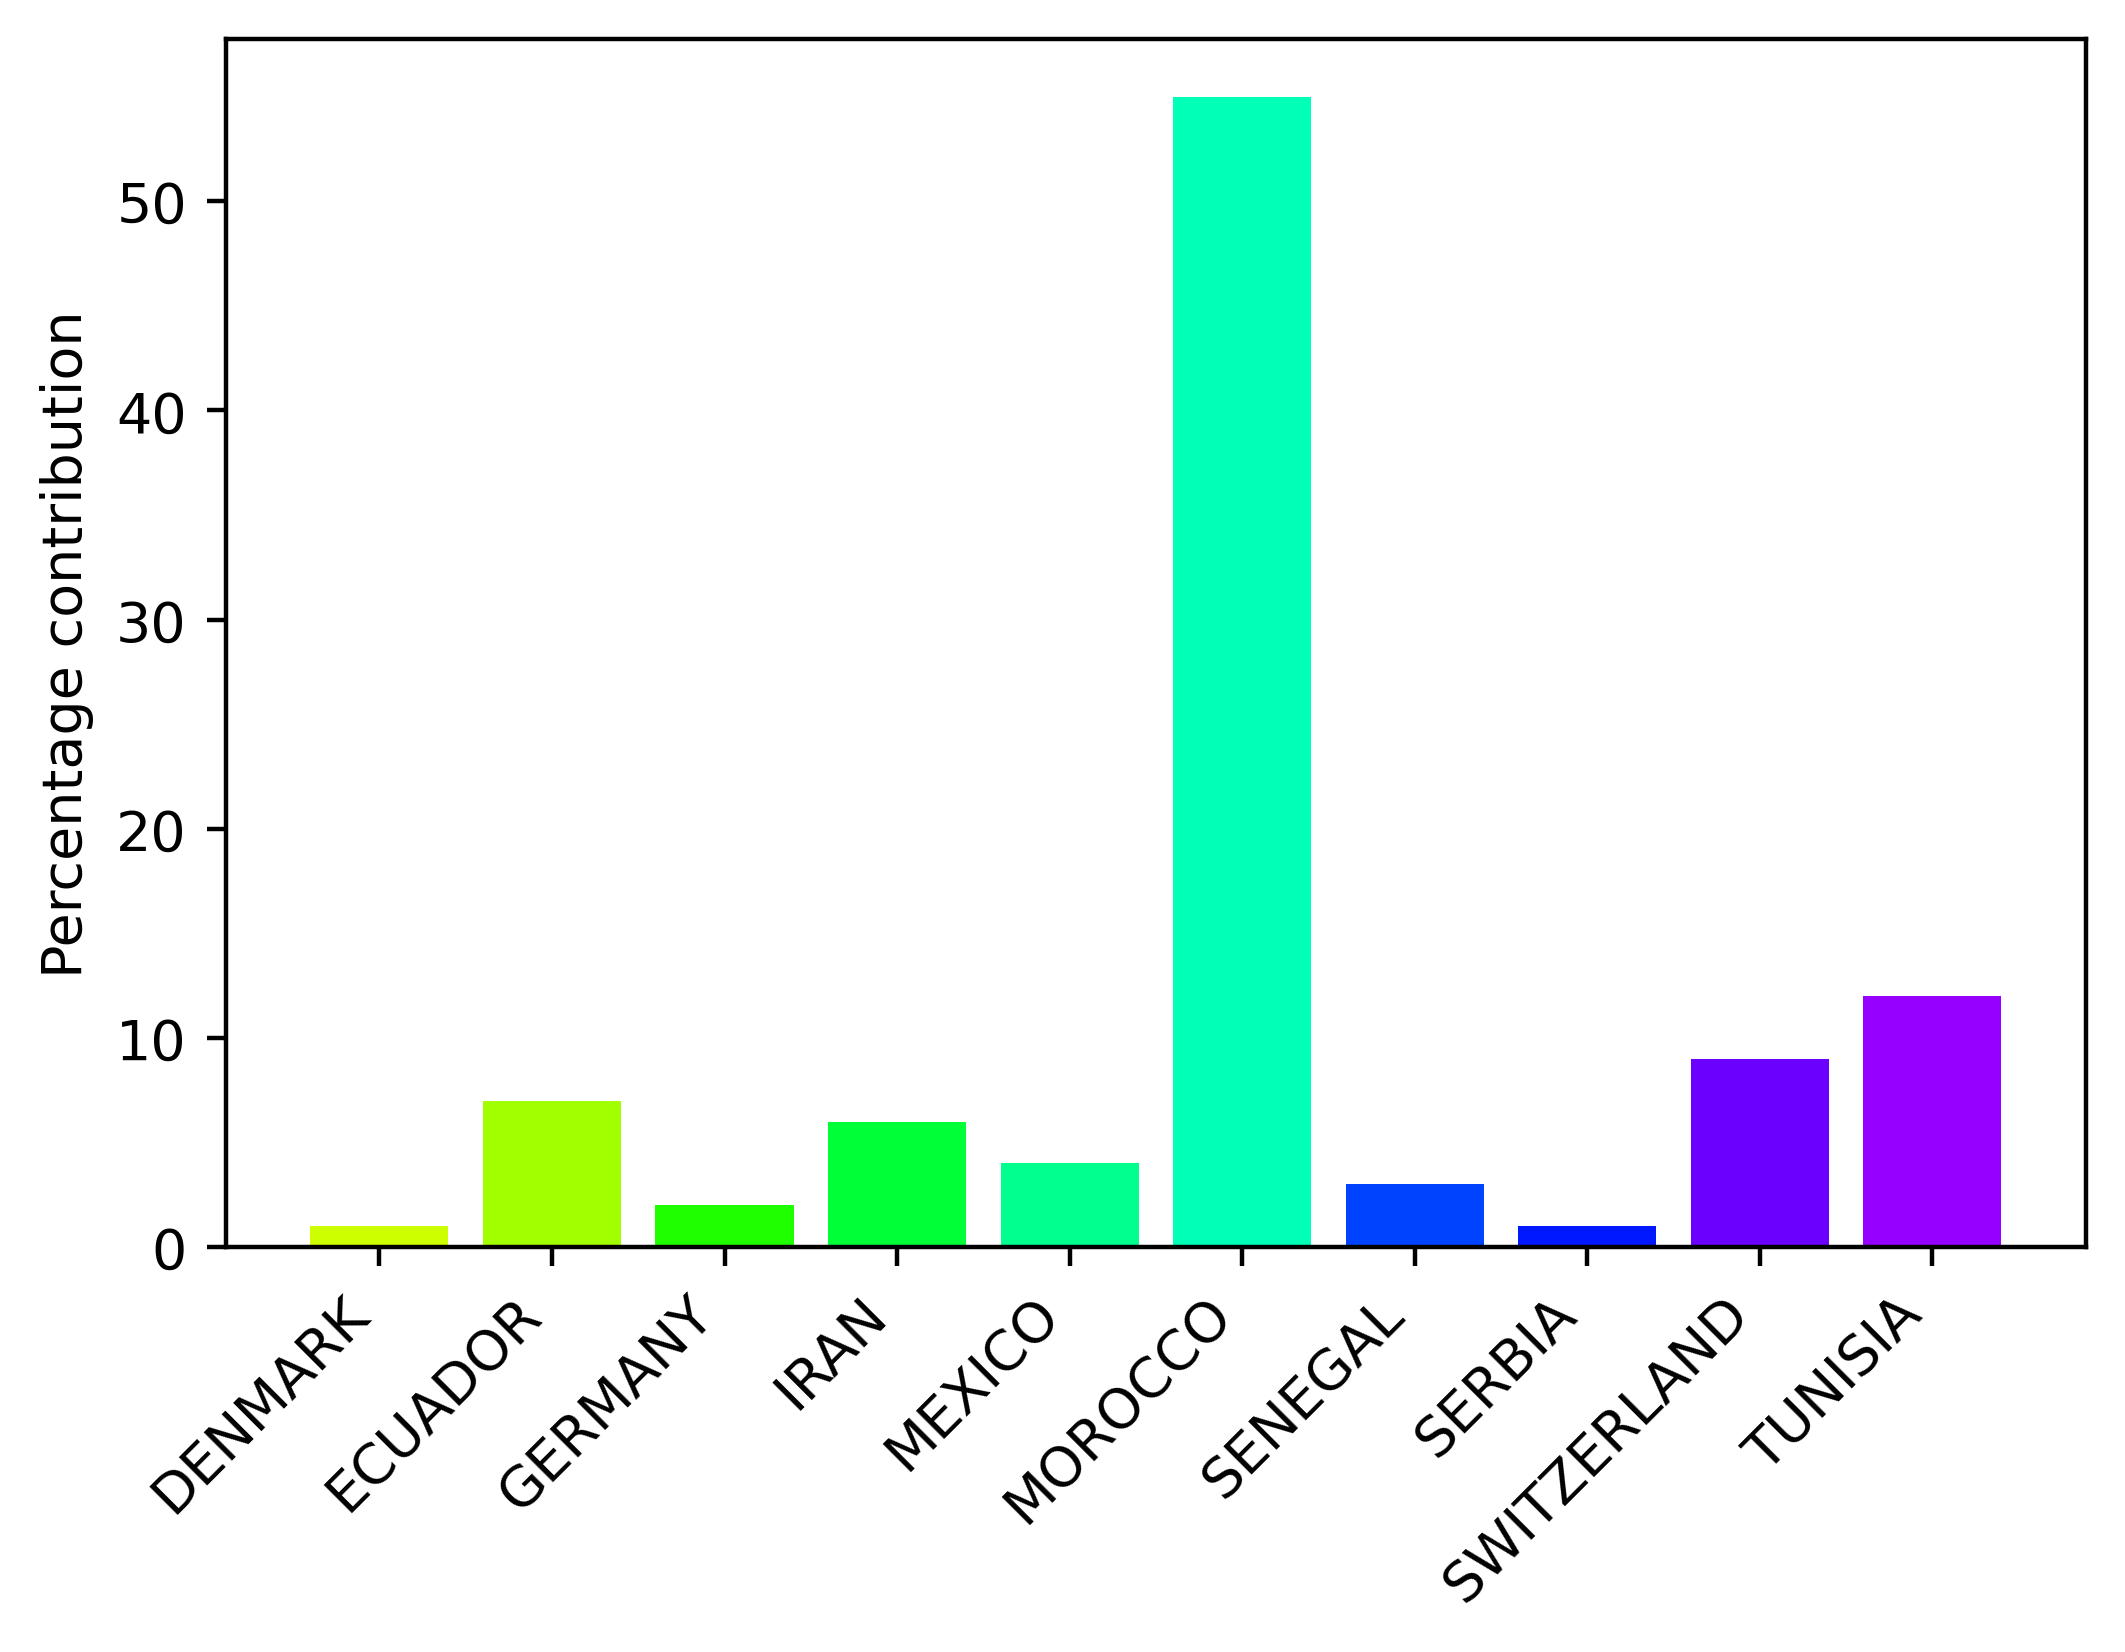 Percentage contribution
50
40
30
20
10
0
DENMARK
ECUADOR
GERMANY
IRAN
MEXICO
MOROCCO
SENEGAL
SERBIA
SWITZERLAND
TUNISIA